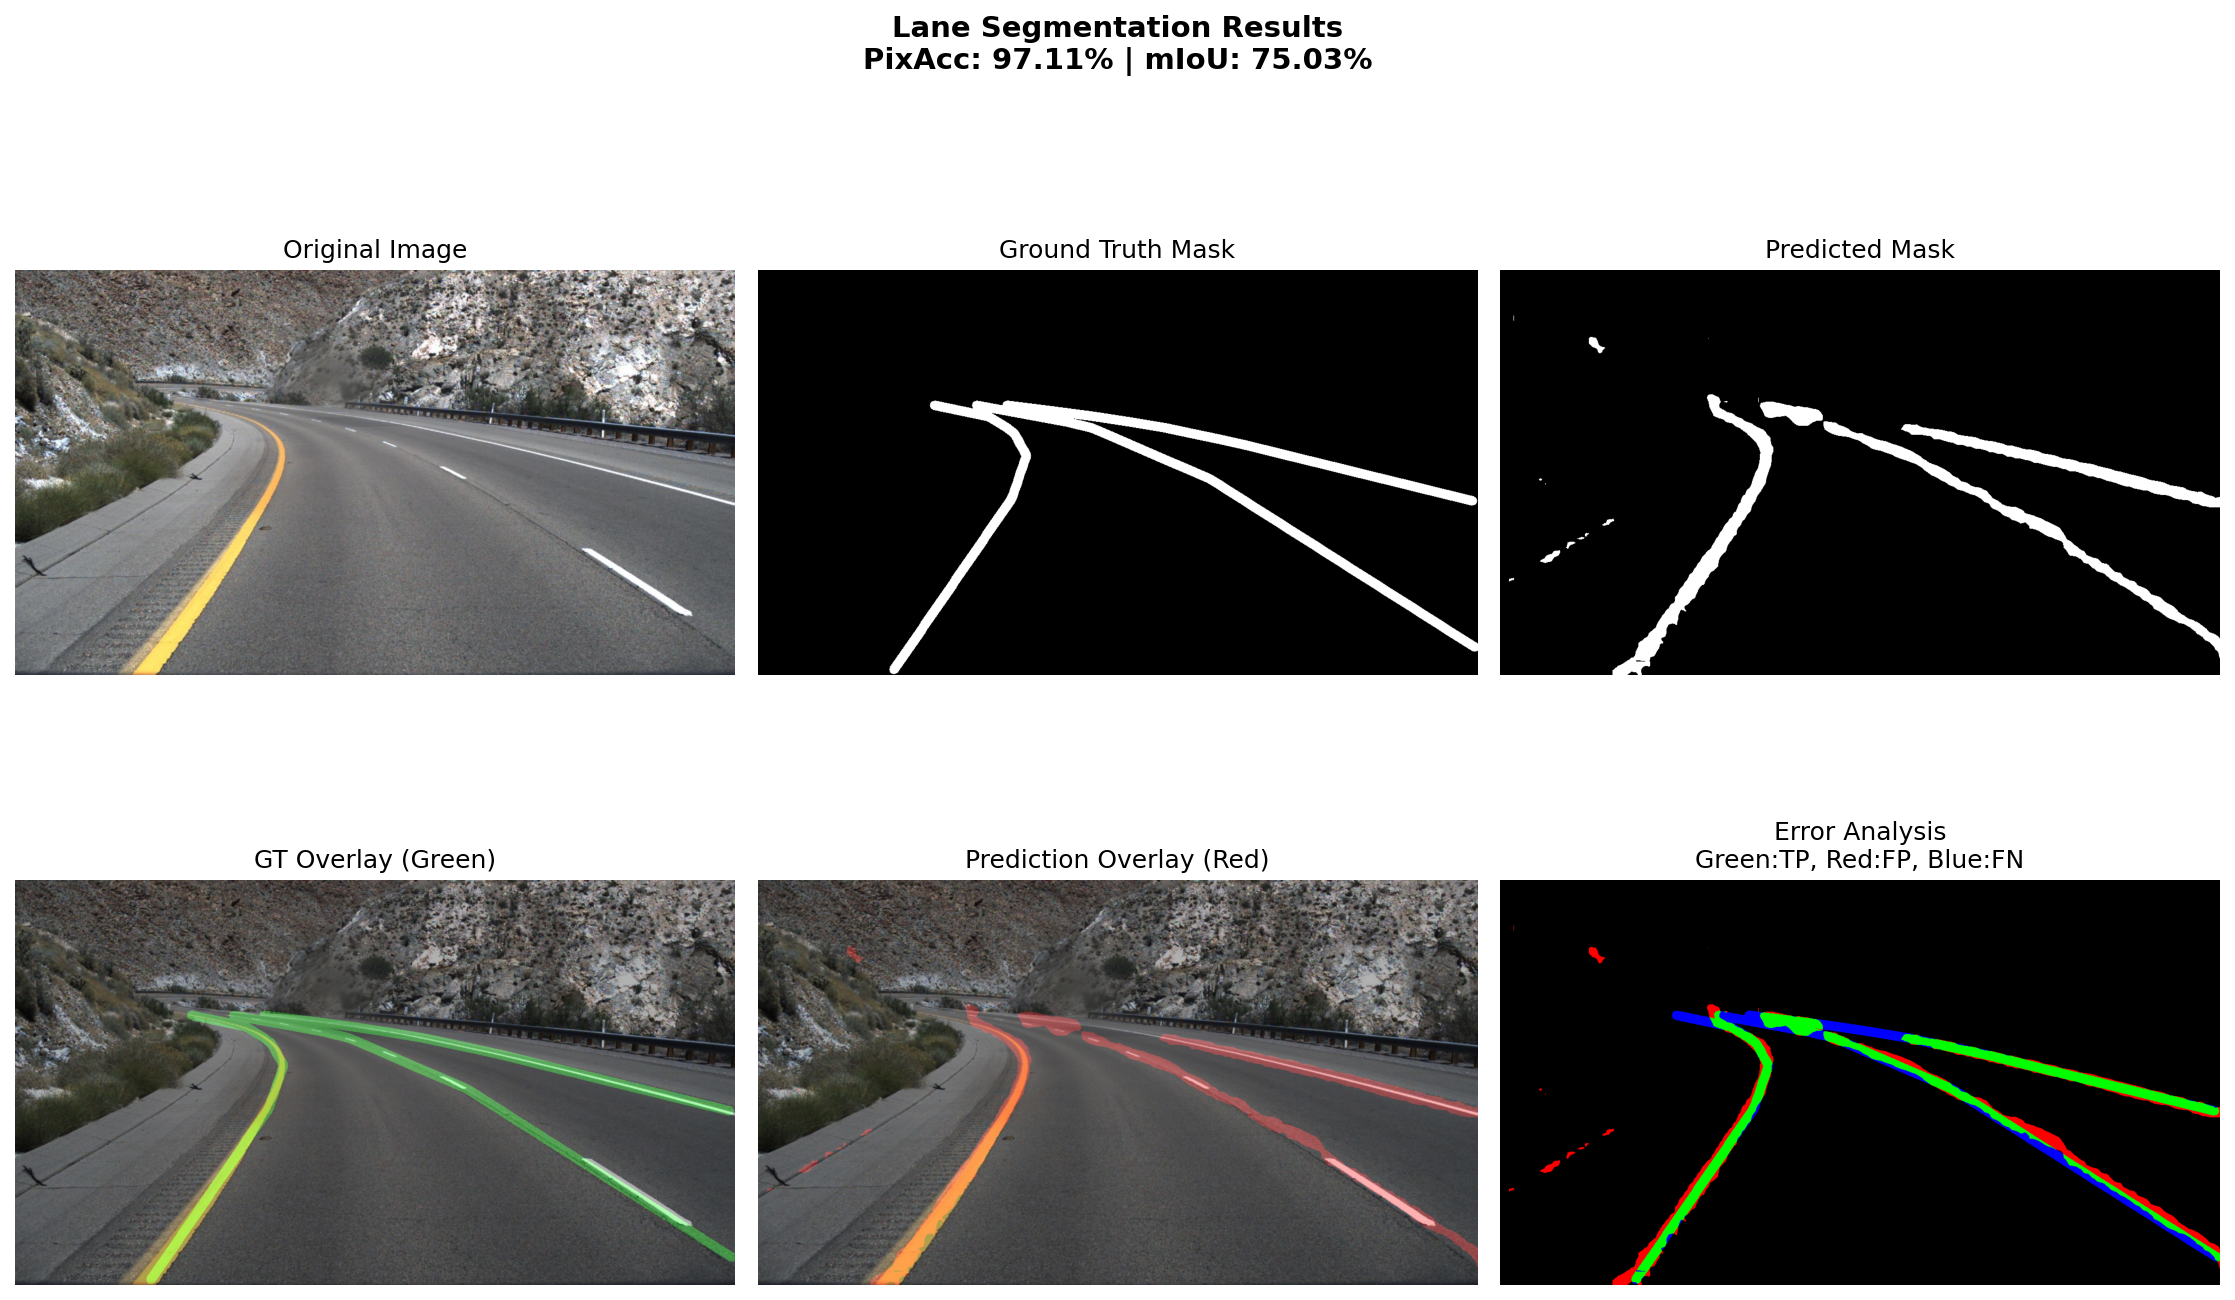 Lane Segmentation Results
PixAcc: 97.11% | mIoU: 75.03%
Original Image
Ground Truth Mask
Predicted Mask
GT Overlay (Green)
Prediction Overlay (Red)
Error Analysis
Green:TP, Red:FP, Blue:FN